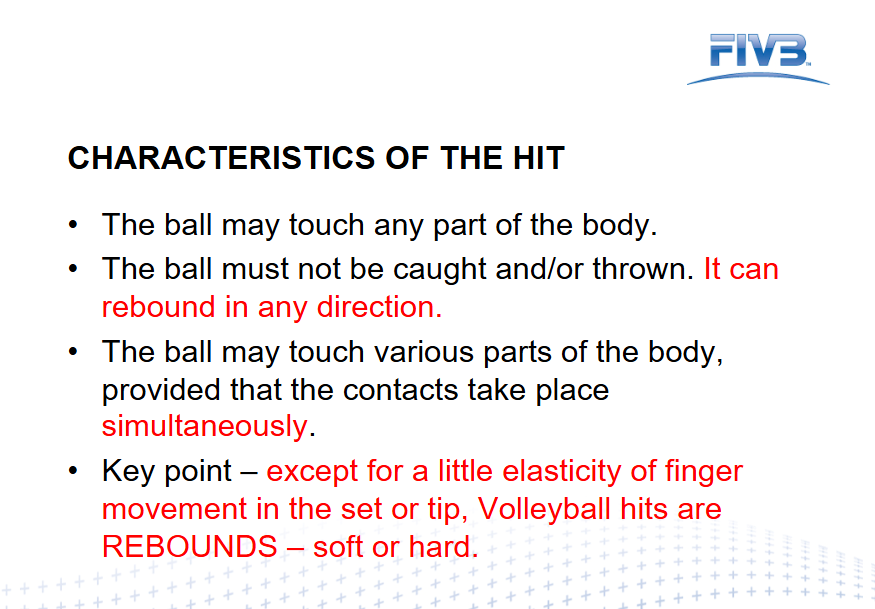 FIVB™
CHARACTERISTICS OF THE HIT
• The ball may touch any part of the body.
• The ball must not be caught and/or thrown. It can
rebound in any direction.
• The ball may touch various parts of the body,
provided that the contacts take place
simultaneously.
• Key point – except for a little elasticity of finger
movement in the set or tip, Volleyball hits are
REBOUNDS – soft or hard.